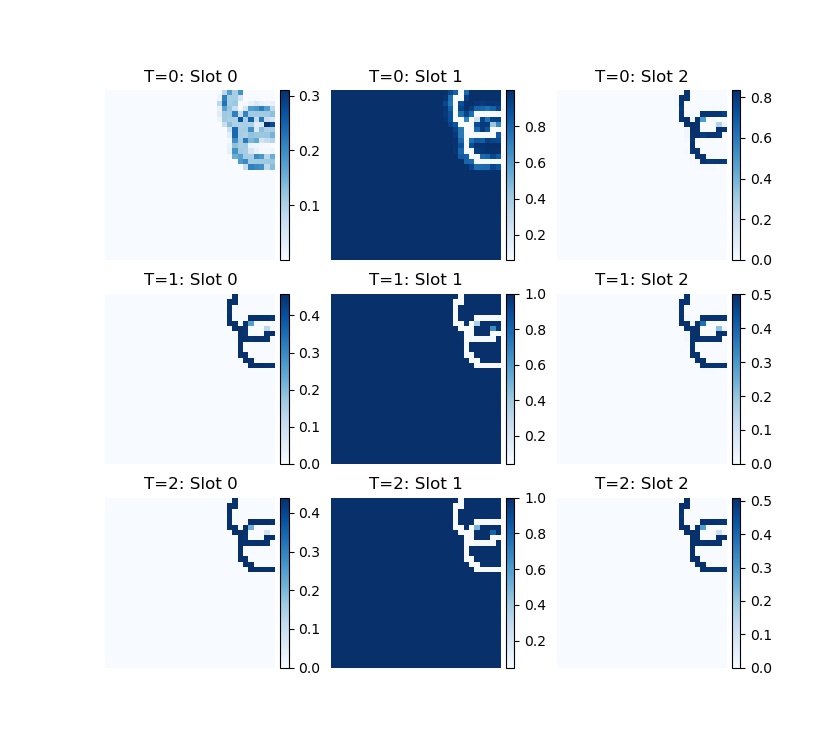 T=0: Slot 0 T=0: Slot 1 T=0: Slot 2
0.3 0.2 0.1
0.8 0.6 0.4 0.2
0.8 0.6 0.4 0.2 0.0
T=1: Slot 0 T=1: Slot 1 T=1: Slot 2
0.4 0.3 0.2 0.1 0.0
1.0 0.8 0.6 0.4 0.2
0.5 0.4 0.3 0.2 0.1 0.0
T=2: Slot 0 T=2: Slot 1 T=2: Slot 2
0.4 0.3 0.2 0.1 0.0
1.0 0.8 0.6 0.4 0.2
0.5 0.4 0.3 0.2 0.1 0.0